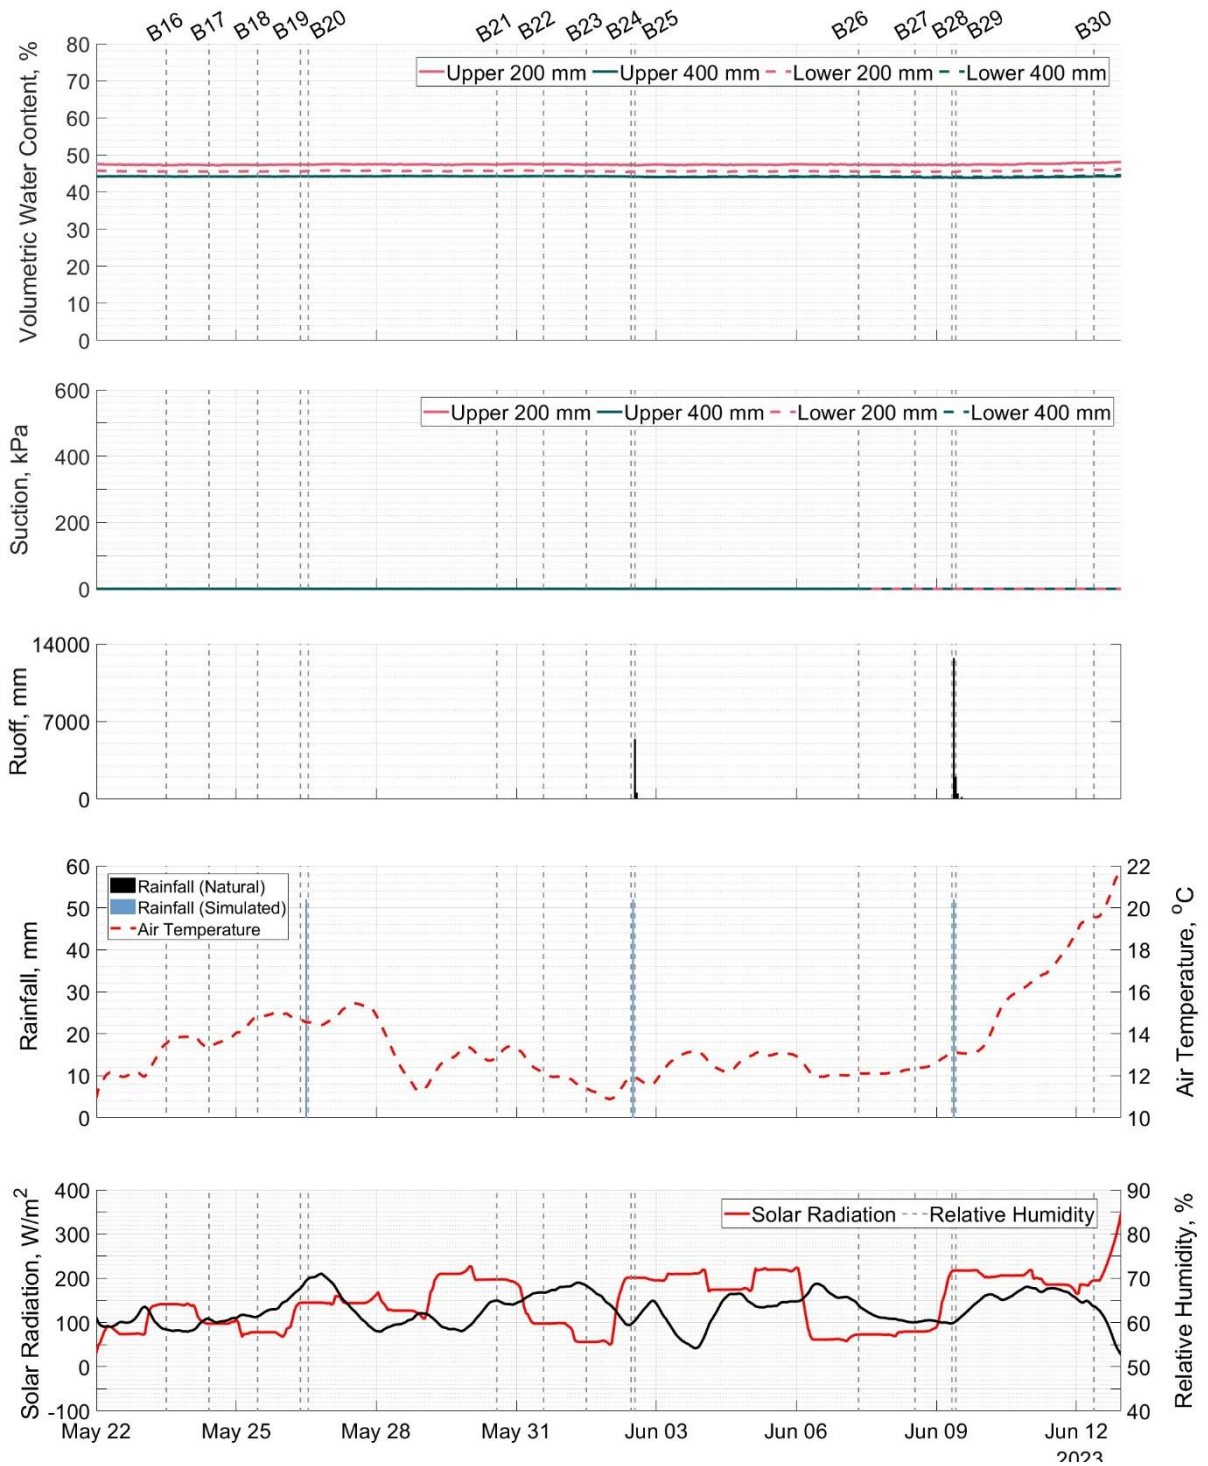 B16 B17 B18 B19 B20 B21 B22 B23 B24 B25 B26 B27 B28 B29 B30
Volumetric Water Content, %
80
70
60
50
40
30
20
10
0
Upper 200 mm Upper 400 mm Lower 200 mm Lower 400 mm
Suction, kPa
600
400
200
0
Upper 200 mm Upper 400 mm Lower 200 mm Lower 400 mm
Ruoff, mm
14000
7000
0
Rainfall, mm
60
50
40
30
20
10
0
Rainfall (Natural)
Rainfall (Simulated)
Air Temperature
22
20
18
16
14
12
10
Air Temperature, °C
Solar Radiation, W/m²
400
300
200
100
0
-100
Solar Radiation Relative Humidity
90
80
70
60
50
40
Relative Humidity, %
May 22 May 25 May 28 May 31 Jun 03 Jun 06 Jun 09 Jun 12
2023